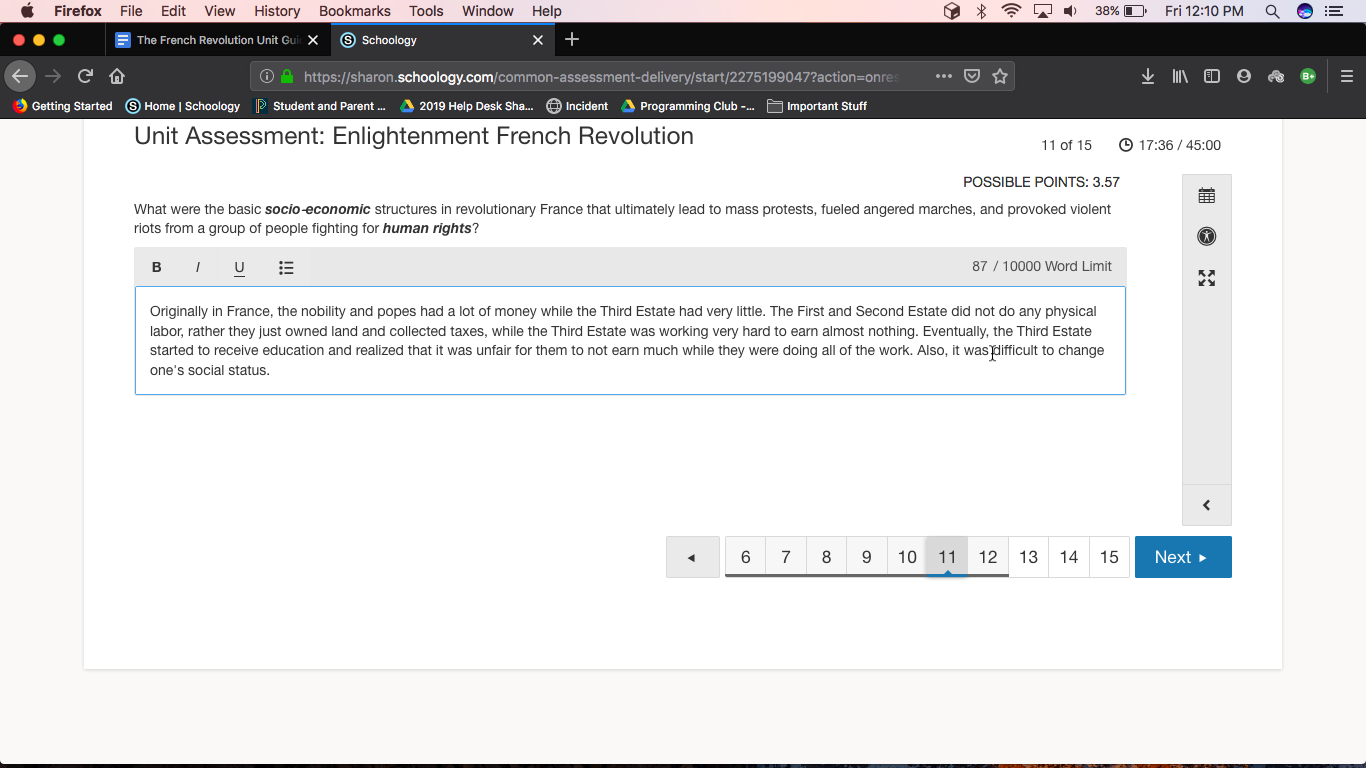 Firefox File Edit View History Bookmarks Tools Window Help 38% Fri 12:10 PM
The French Revolution Unit Gui Schoology
https://sharon.schoology.com/common-assessment-delivery/start/2275199047?action=onres
Getting Started Home | Schoology Student and Parent ... 2019 Help Desk Sha... Incident Programming Club -... Important Stuff
Unit Assessment: Enlightenment French Revolution
11 of 15 17:36 / 45:00
POSSIBLE POINTS: 3.57
What were the basic socio-economic structures in revolutionary France that ultimately lead to mass protests, fueled angered marches, and provoked violent
riots from a group of people fighting for human rights?
B I U 87 / 10000 Word Limit
Originally in France, the nobility and popes had a lot of money while the Third Estate had very little. The First and Second Estate did not do any physical
labor, rather they just owned land and collected taxes, while the Third Estate was working very hard to earn almost nothing. Eventually, the Third Estate
started to receive education and realized that it was unfair for them to not earn much while they were doing all of the work. Also, it was difficult to change
one's social status.
6 7 8 9 10 11 12 13 14 15 Next